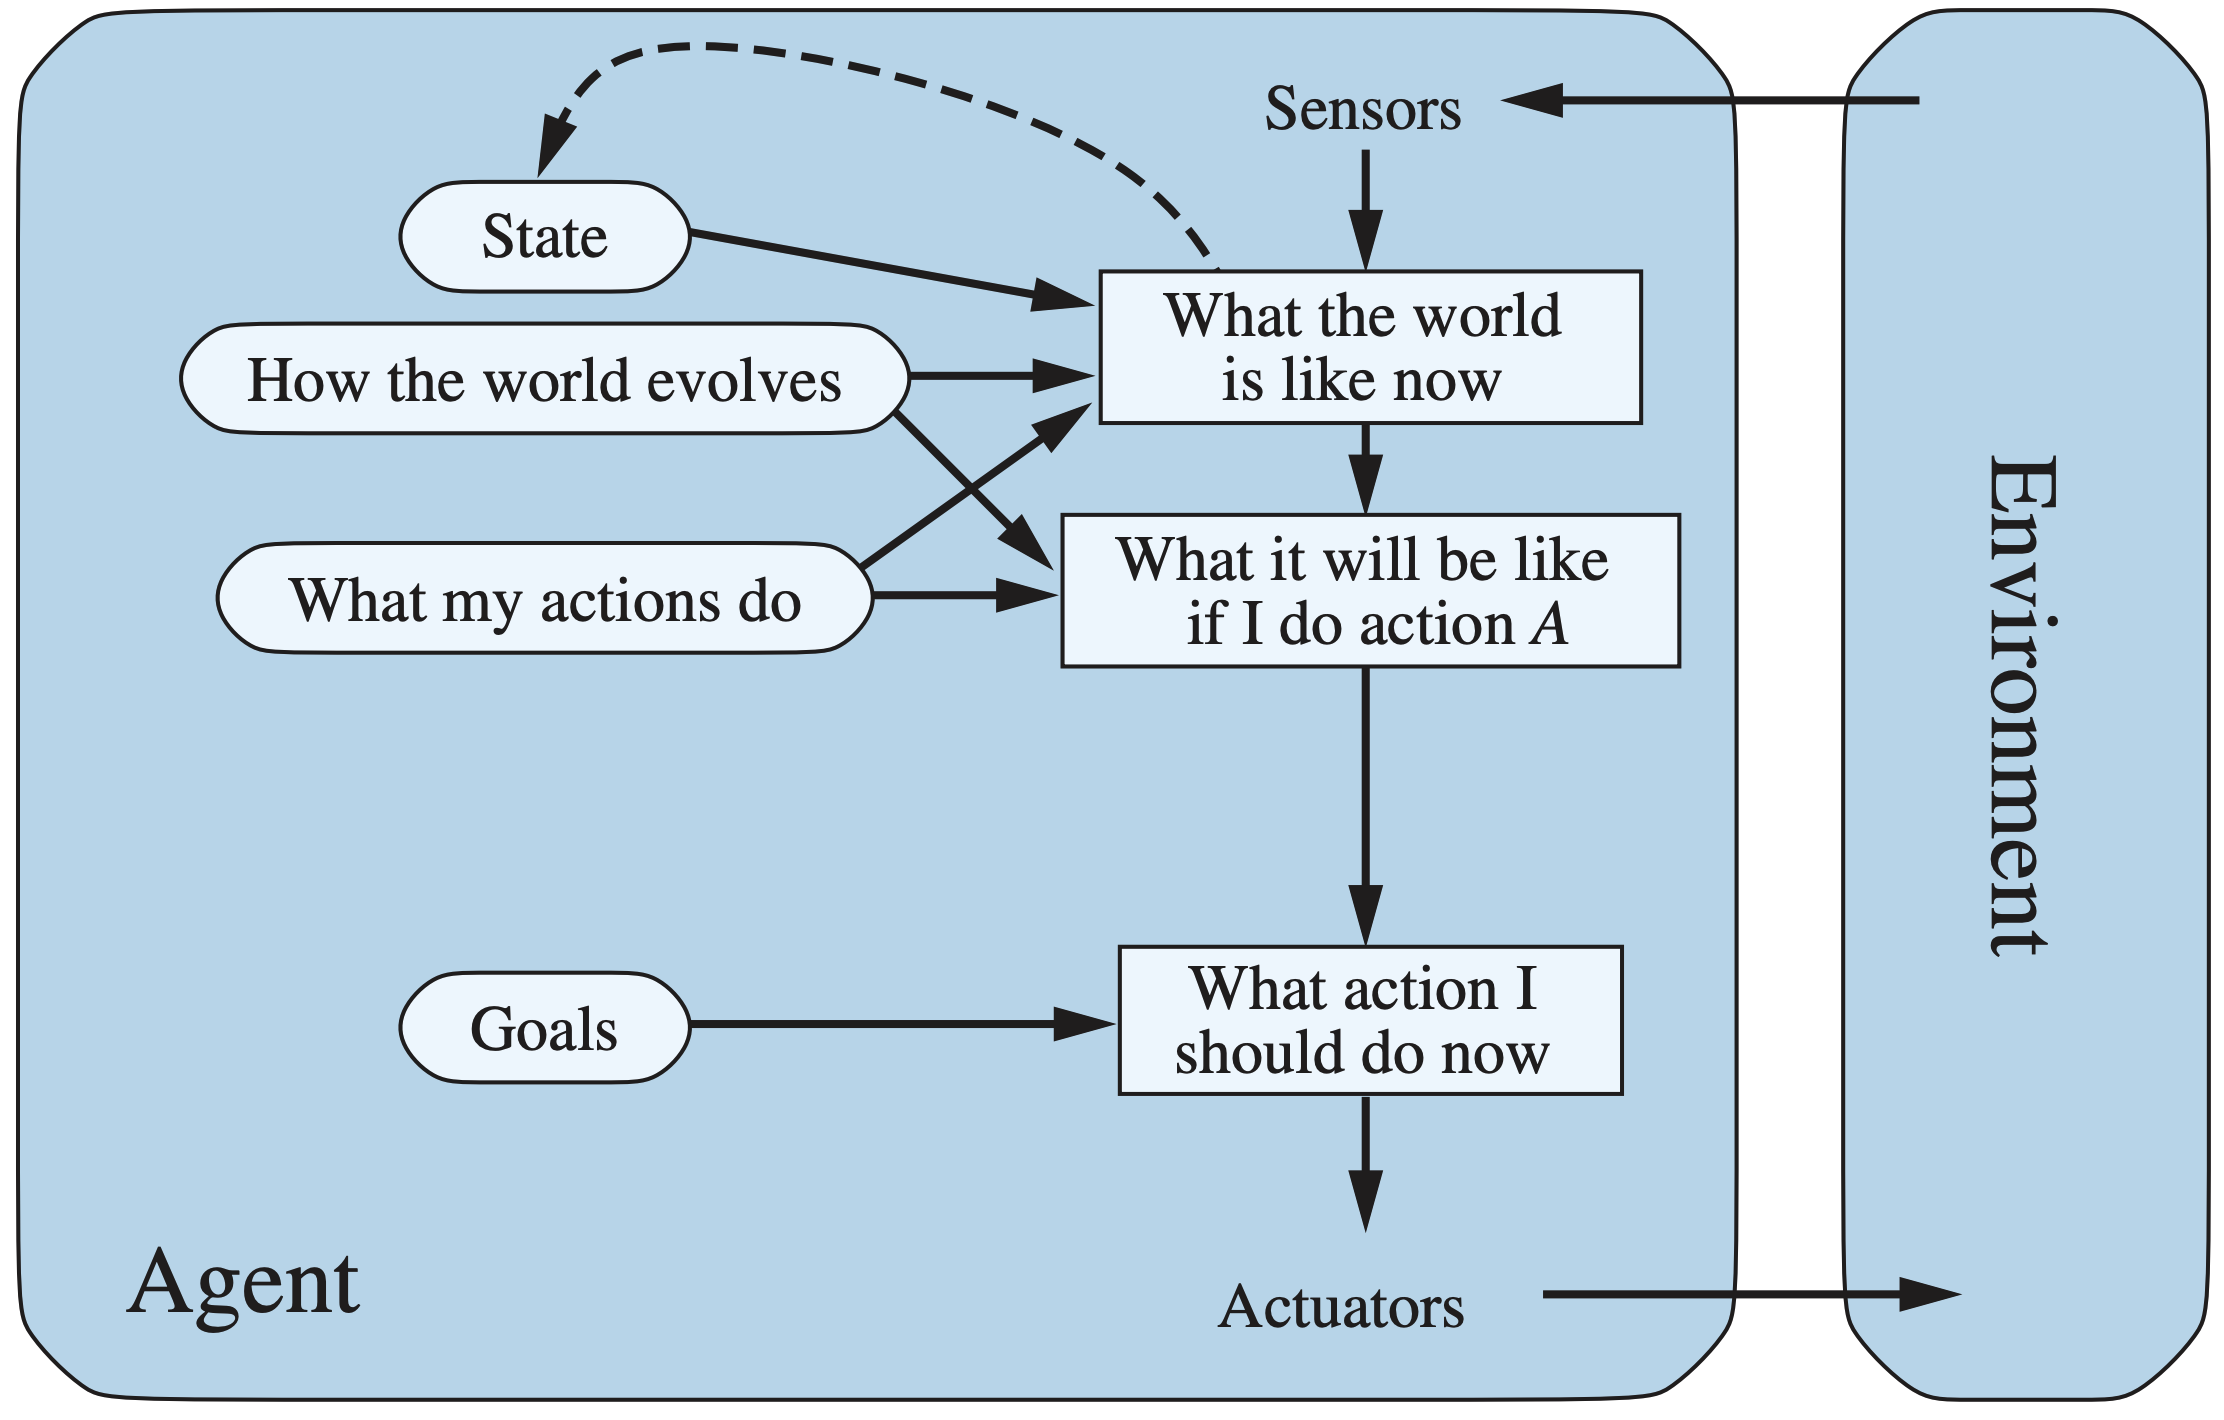 Sensors
State
What the world
is like now
How the world evolves
What it will be like
if I do action A
What my actions do
Goals
What action I
should do now
Agent
Actuators
Environment